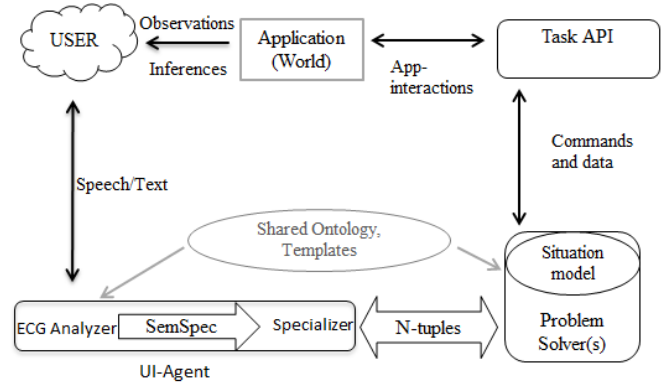 USER
Observations
Inferences
Application
(World)
App-
interactions
Task API
Commands
and data
Speech/Text
Shared Ontology,
Templates
Situation
model
Problem
Solver(s)
ECG Analyzer
SemSpec
Specializer
N-tuples
UI-Agent